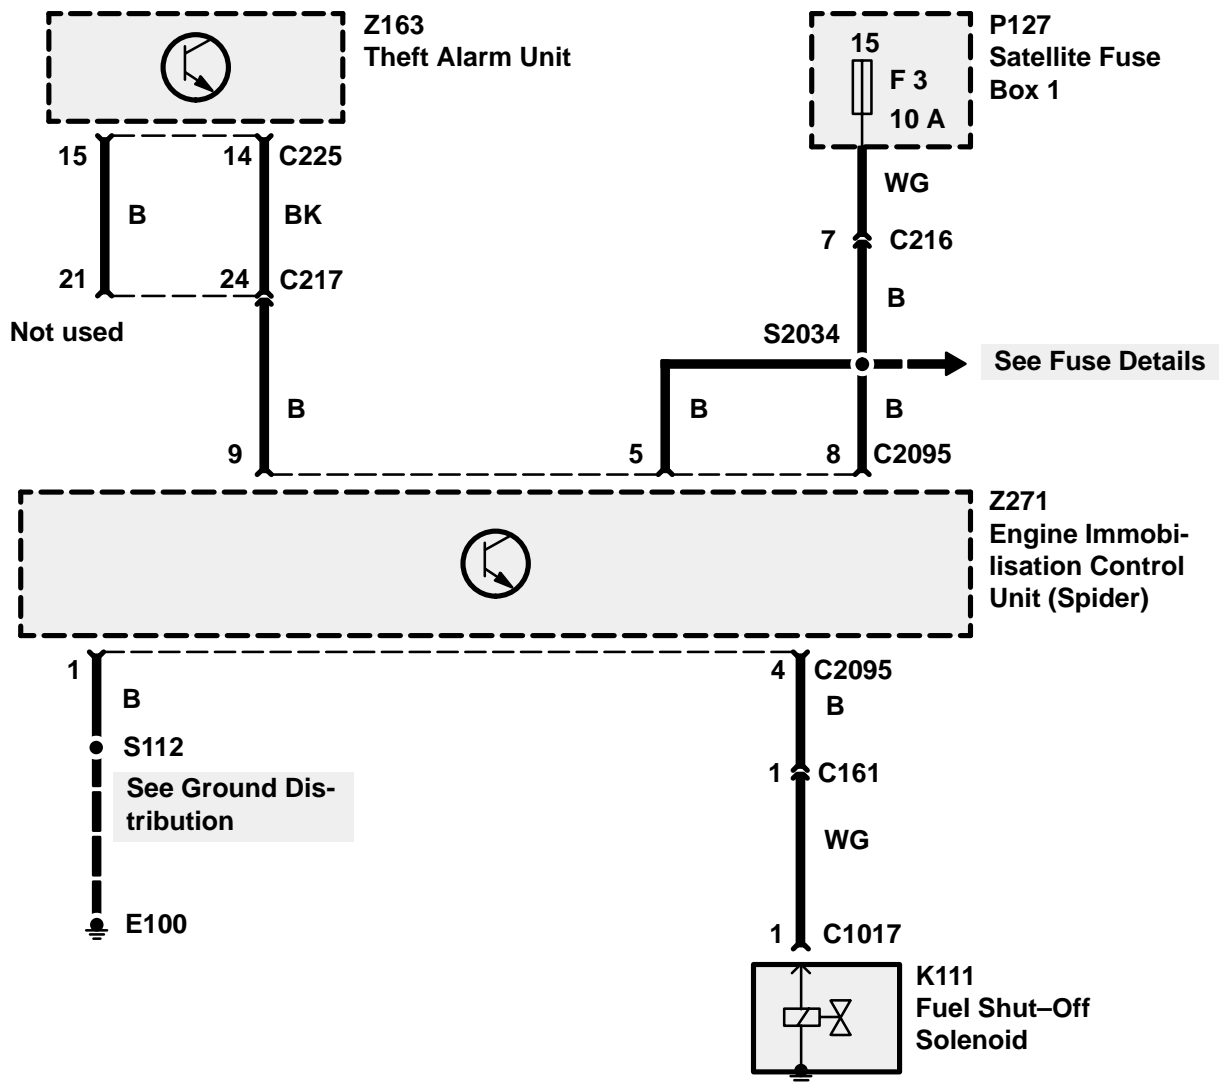 Z163
Theft Alarm Unit
P127
Satellite Fuse
Box 1
15
F 3
10 A
15
14
C225
WG
B
BK
7
C216
21
24
C217
B
Not used
S2034
See Fuse Details
B
B
B
9
5
8
C2095
Z271
Engine Immobi-
lisation Control
Unit (Spider)
1
4
C2095
B
B
S112
1
C161
See Ground Dis-
tribution
WG
E100
1
C1017
K111
Fuel Shut–Off
Solenoid